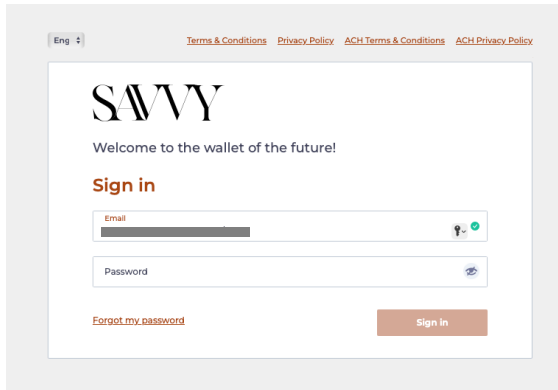 Eng
Terms & Conditions Privacy Policy ACH Terms & Conditions ACH Privacy Policy
SAVVY
Welcome to the wallet of the future!
Sign in
Email
Password
Forgot my password
Sign in